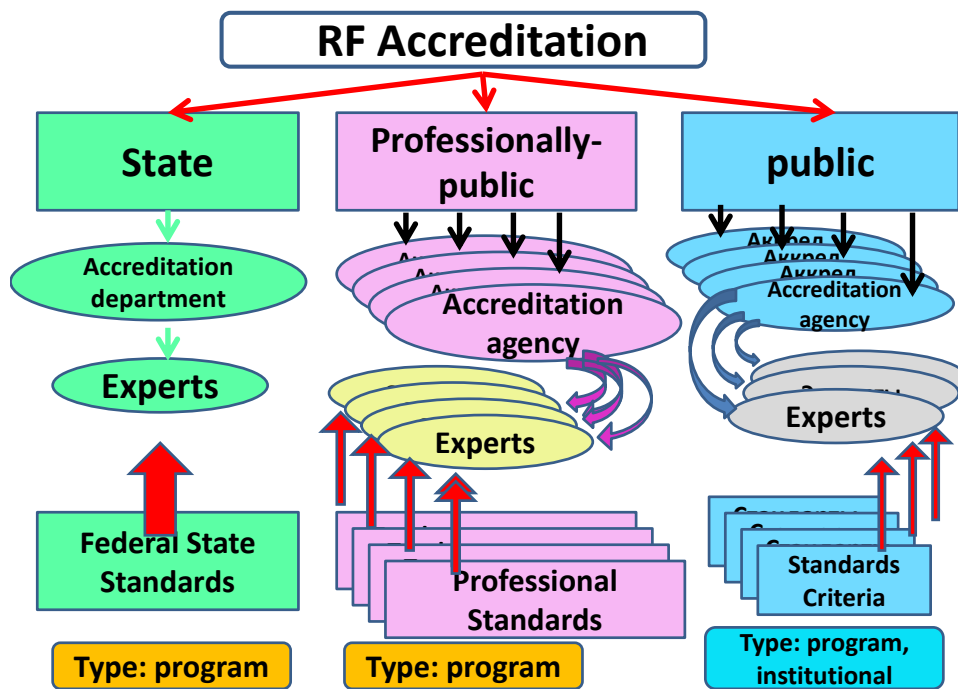 RF Accreditation
State
Professionally-
public
public
Accreditation
department
Аккред
Аккред
Аккред
Accreditation
agency
Accreditation
agency
Experts
Experts
Experts
Federal State
Standards
Professional
Standards
Standards
Criteria
Type: program
Type: program
Type: program,
institutional